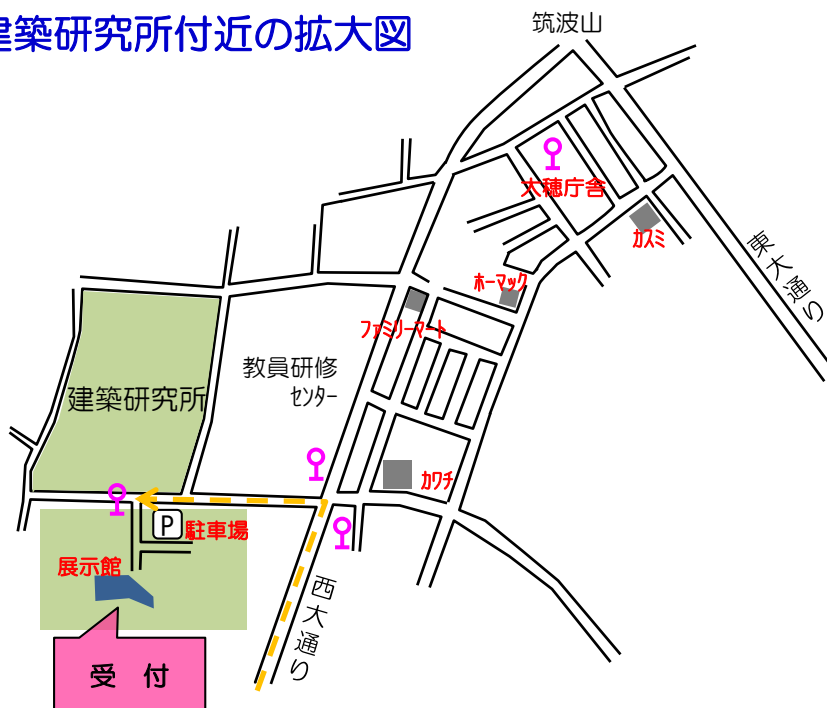 建築研究所付近の拡大図
筑波山
大穂庁舎
カスミ
東大通り
ホーマック
ファミリーマート
教員研修
センター
建築研究所
カワチ
P
駐車場
展示館
西大通り
受 付